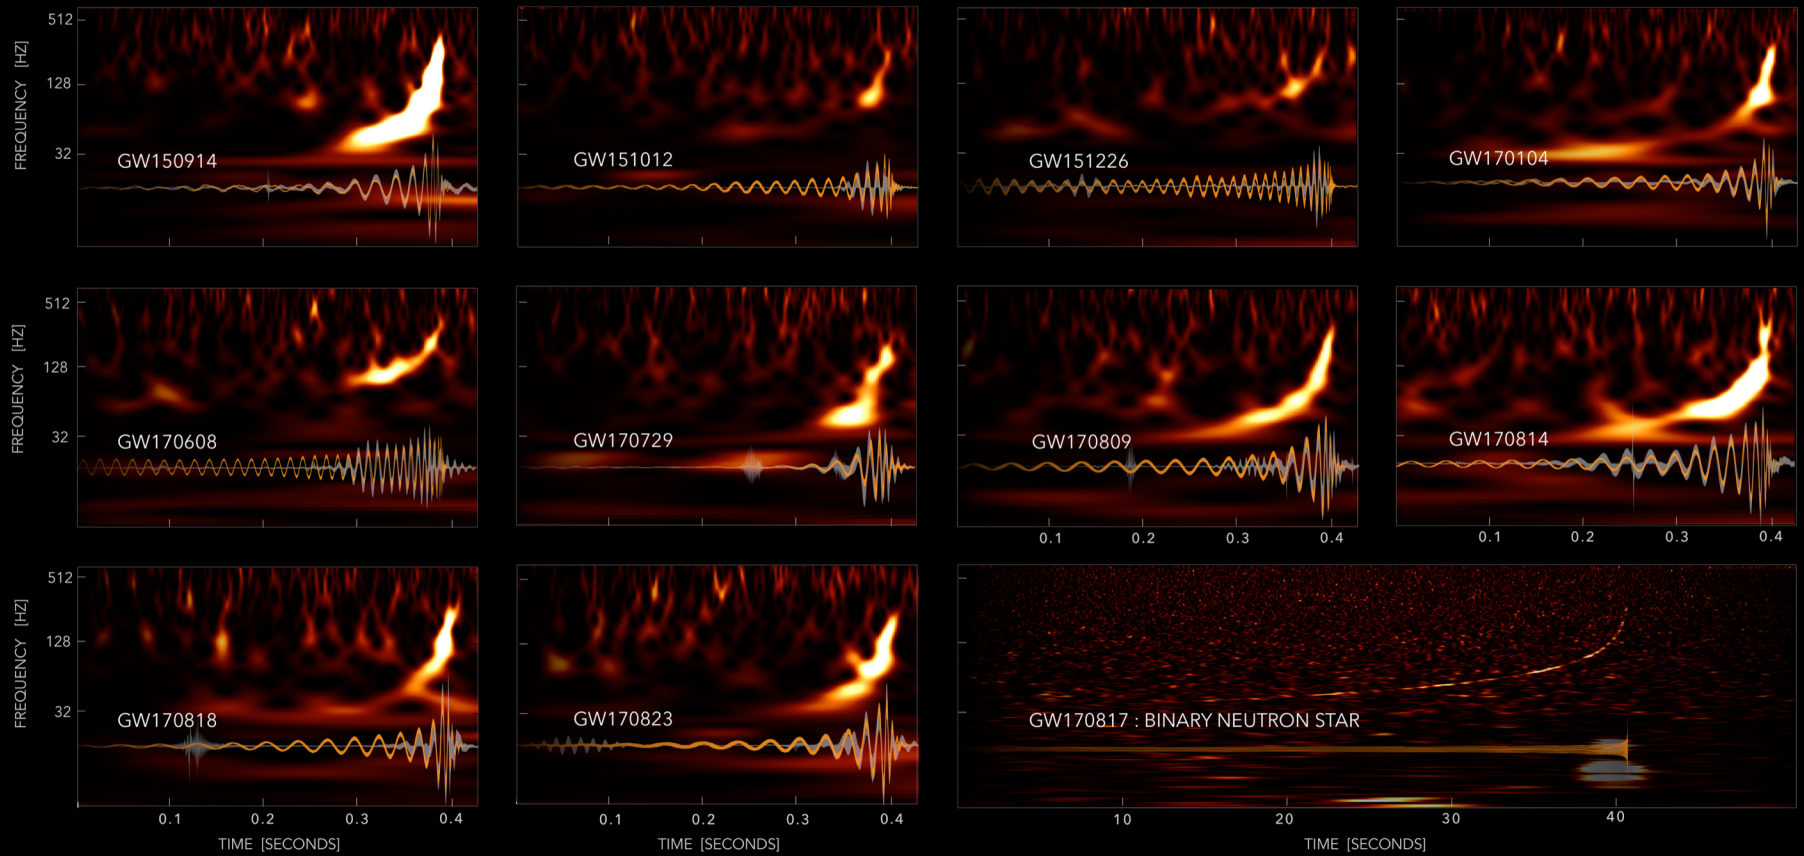 512
128
32
FREQUENCY [HZ]
GW150914
GW151012
GW151226
GW170104
512
128
32
FREQUENCY [HZ]
GW170608
GW170729
GW170809
GW170814
0.1 0.2 0.3 0.4
0.1 0.2 0.3 0.4
512
128
32
FREQUENCY [HZ]
GW170818
GW170823
GW170817 : BINARY NEUTRON STAR
0.1 0.2 0.3 0.4
0.1 0.2 0.3 0.4
10 20 30 40
TIME [SECONDS]
TIME [SECONDS]
TIME [SECONDS]